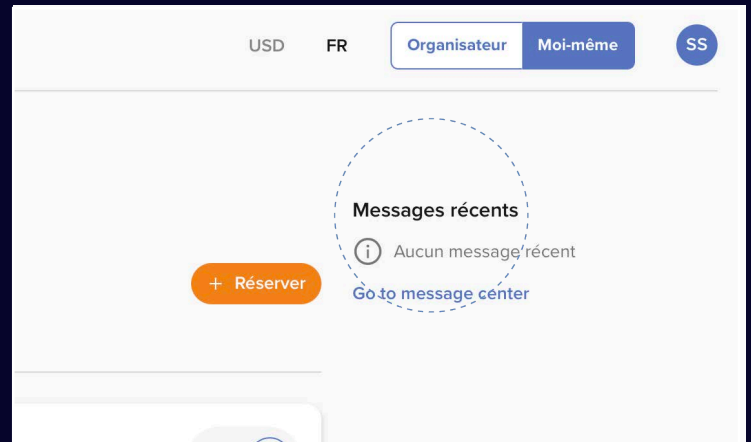 USD FR Organisateur Moi-même SS
Messages récents
Aucun message récent
+ Réserver
Go to message center